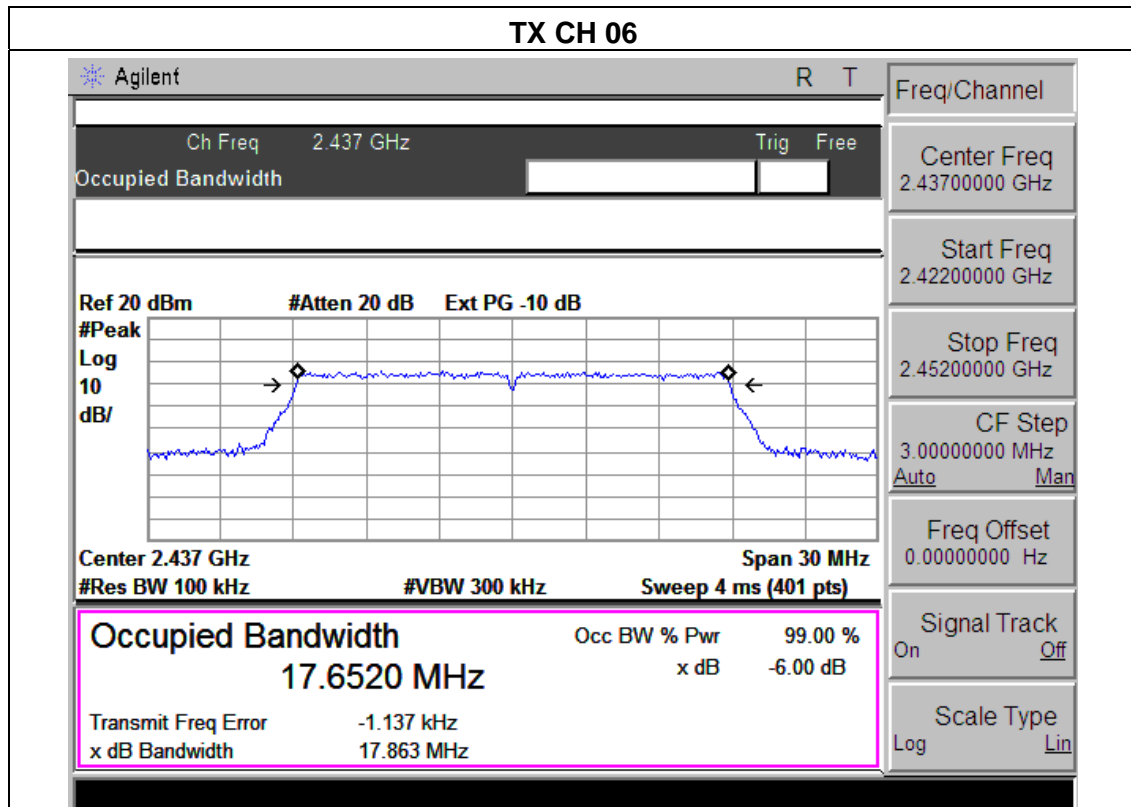 TX CH 06
Agilent R T
Freq/Channel
Ch Freq 2.437 GHz Trig Free
Occupied Bandwidth
Center Freq
2.43700000 GHz
Start Freq
2.42200000 GHz
Stop Freq
2.45200000 GHz
CF Step
3.00000000 MHz
Auto Man
Freq Offset
0.00000000 Hz
Signal Track
On Off
Scale Type
Log Lin
Ref 20 dBm #Atten 20 dB Ext PG -10 dB
#Peak
Log
10
dB/
Center 2.437 GHz Span 30 MHz
#Res BW 100 kHz #VBW 300 kHz Sweep 4 ms (401 pts)
Occupied Bandwidth Occ BW % Pwr 99.00 %
17.6520 MHz x dB -6.00 dB
Transmit Freq Error -1.137 kHz
x dB Bandwidth 17.863 MHz